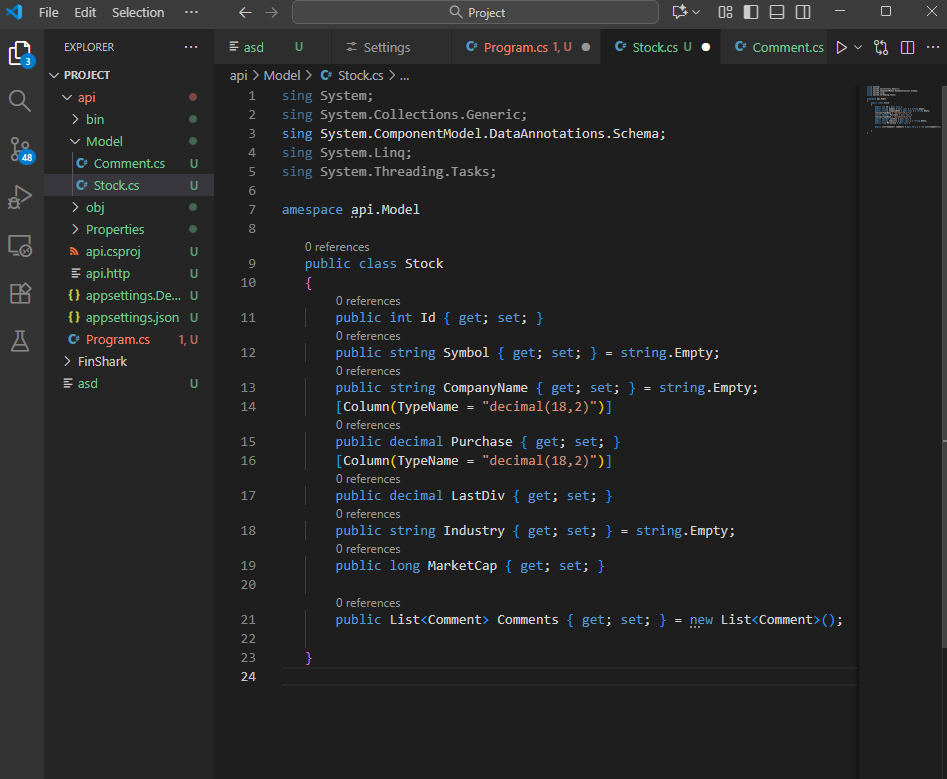 File Edit Selection ··· Project
EXPLORER ···
asd U
Settings
Program.cs 1, U
Stock.cs U
Comment.cs
3
48
PROJECT
api
bin
Model
Comment.cs U
Stock.cs U
obj
Properties
api.csproj U
api.http U
{} appsettings.De... U
{} appsettings.json U
Program.cs 1, U
FinShark
asd U
api > Model > Stock.cs > ...
1 sing System;
2 sing System.Collections.Generic;
3 sing System.ComponentModel.DataAnnotations.Schema;
4 sing System.Linq;
5 sing System.Threading.Tasks;
6
7 amespace api.Model
8
0 references
9 public class Stock
10 {
0 references
11 public int Id { get; set; }
0 references
12 public string Symbol { get; set; } = string.Empty;
0 references
13 public string CompanyName { get; set; } = string.Empty;
14 [Column(TypeName = "decimal(18,2)")]
0 references
15 public decimal Purchase { get; set; }
16 [Column(TypeName = "decimal(18,2)")]
0 references
17 public decimal LastDiv { get; set; }
0 references
18 public string Industry { get; set; } = string.Empty;
0 references
19 public long MarketCap { get; set; }
20
0 references
21 public List<Comment> Comments { get; set; } = new List<Comment>();
22
23 }
24